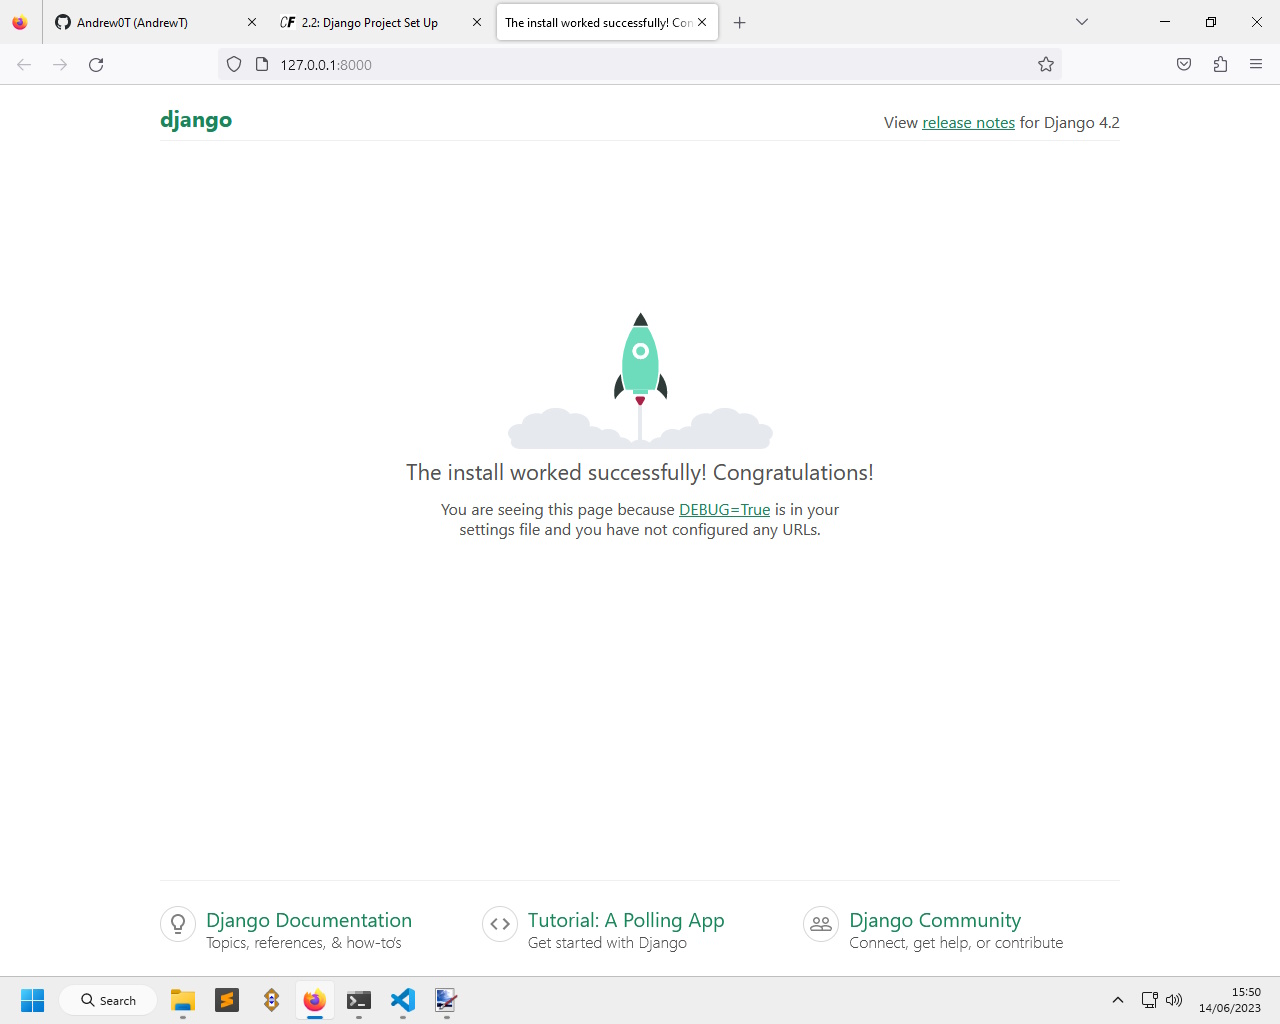 Andrew0T (AndrewT)
CF 2.2: Django Project Set Up
The install worked successfully! Con
127.0.0.1:8000
django
View release notes for Django 4.2
The install worked successfully! Congratulations!
You are seeing this page because DEBUG=True is in your
settings file and you have not configured any URLs.
Django Documentation
Topics, references, & how-to's
Tutorial: A Polling App
Get started with Django
Django Community
Connect, get help, or contribute
Search
15:50
14/06/2023